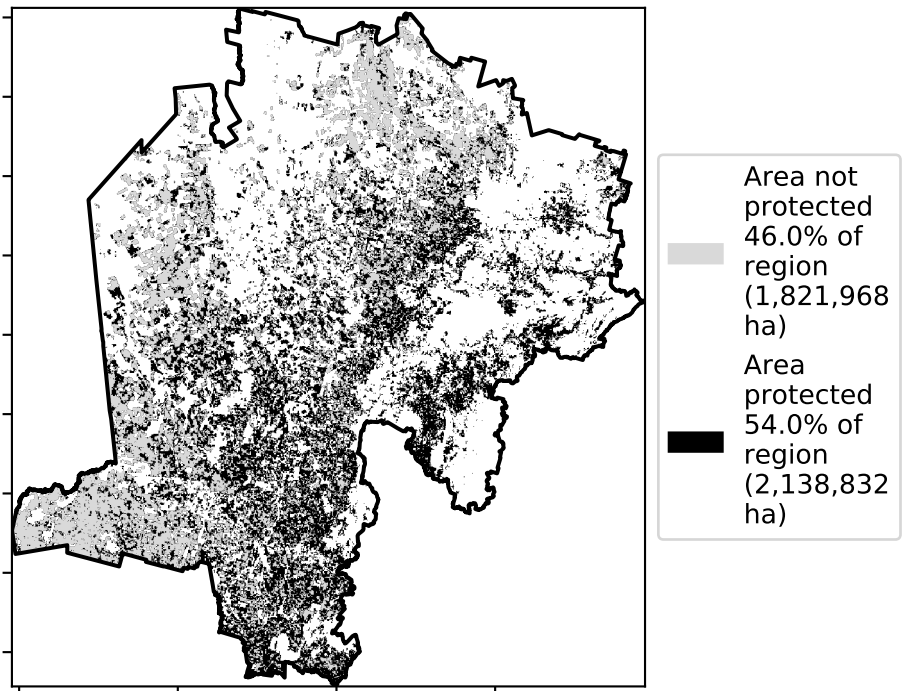 Area not
protected
46.0% of
region
(1,821,968
ha)
Area
protected
54.0% of
region
(2,138,832
ha)